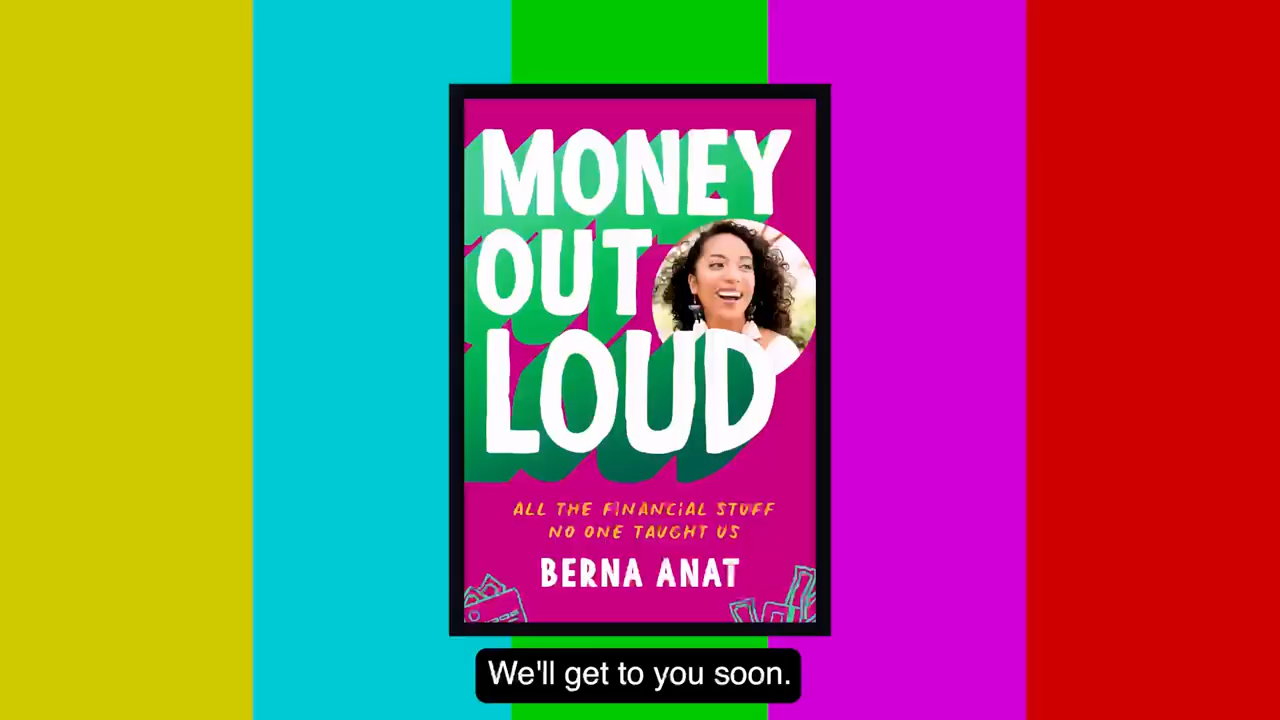 MONEY
OUT
LOUD
ALL THE FINANCIAL STUFF
NO ONE TAUGHT US
BERNA ANAT
We'll get to you soon.